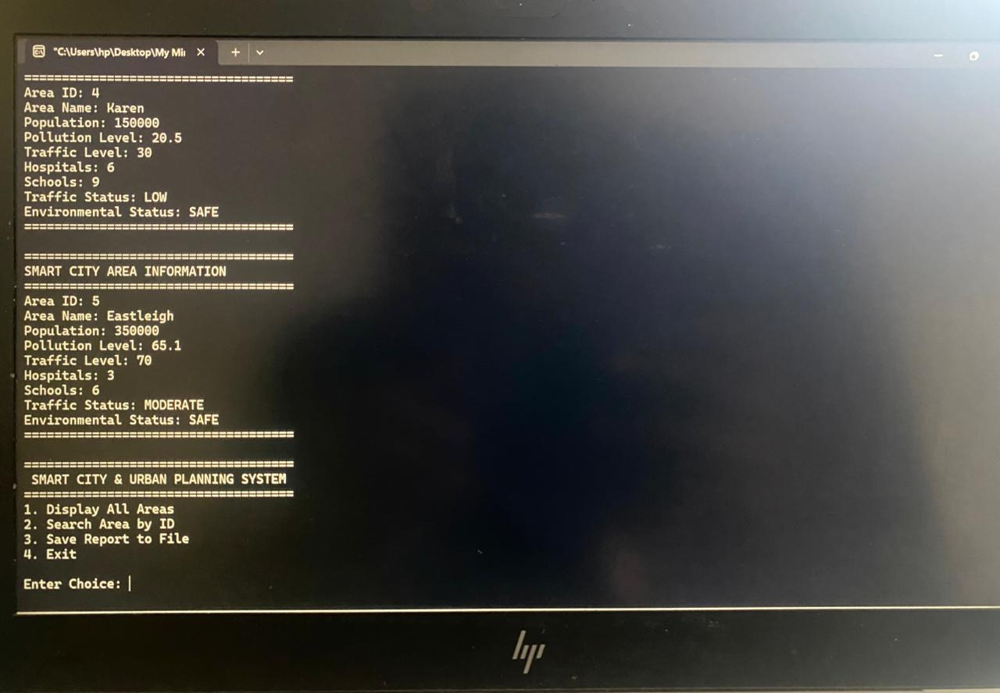 "C:\Users\hp\Desktop\My Mi
===================================
Area ID: 4
Area Name: Karen
Population: 150000
Pollution Level: 20.5
Traffic Level: 30
Hospitals: 6
Schools: 9
Traffic Status: LOW
Environmental Status: SAFE
===================================
===================================
SMART CITY AREA INFORMATION
===================================
Area ID: 5
Area Name: Eastleigh
Population: 350000
Pollution Level: 65.1
Traffic Level: 70
Hospitals: 3
Schools: 6
Traffic Status: MODERATE
Environmental Status: SAFE
===================================
===================================
SMART CITY & URBAN PLANNING SYSTEM
===================================
1. Display All Areas
2. Search Area by ID
3. Save Report to File
4. Exit
Enter Choice:
hp